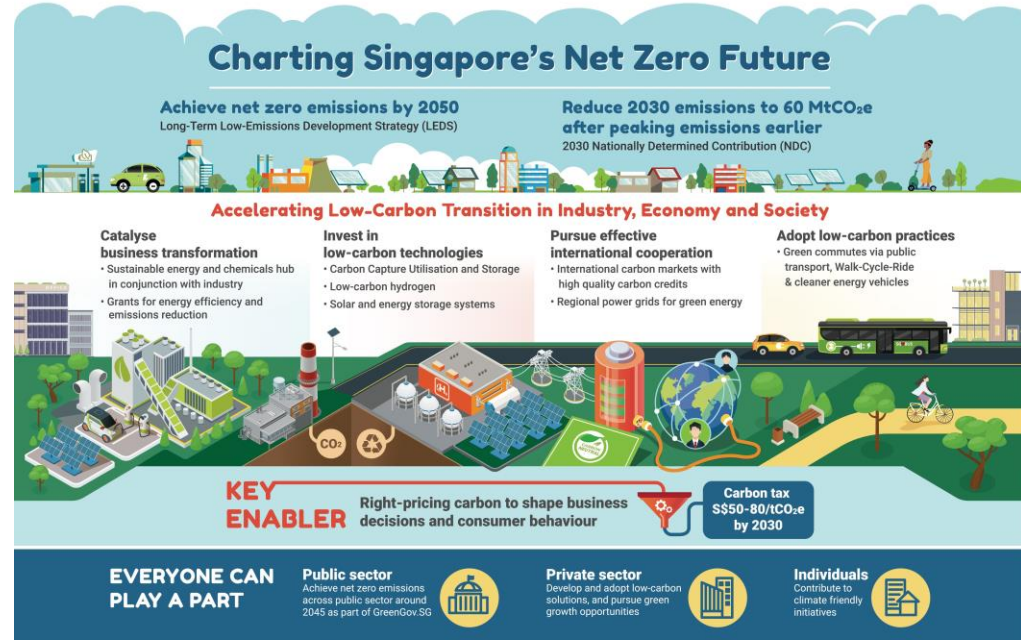 Charting Singapore's Net Zero Future
Achieve net zero emissions by 2050
Long-Term Low-Emissions Development Strategy (LEDS)
Reduce 2030 emissions to 60 MtCO₂e
after peaking emissions earlier
2030 Nationally Determined Contribution (NDC)
Accelerating Low-Carbon Transition in Industry, Economy and Society
Catalyse
business transformation
• Sustainable energy and chemicals hub
in conjunction with industry
• Grants for energy efficiency and
emissions reduction
Invest in
low-carbon technologies
• Carbon Capture Utilisation and Storage
• Low-carbon hydrogen
• Solar and energy storage systems
Pursue effective
international cooperation
• International carbon markets with
high quality carbon credits
• Regional power grids for green energy
Adopt low-carbon practices
• Green commutes via public
transport, Walk-Cycle-Ride
& cleaner energy vehicles
H
CO₂
KEY
ENABLER
Right-pricing carbon to shape business
decisions and consumer behaviour
Carbon tax
S$50-80/tCO₂e
by 2030
EVERYONE CAN
PLAY A PART
Public sector
Achieve net zero emissions
across public sector around
2045 as part of GreenGov.SG
Private sector
Develop and adopt low-carbon
solutions, and pursue green
growth opportunities
Individuals
Contribute to
climate friendly
initiatives